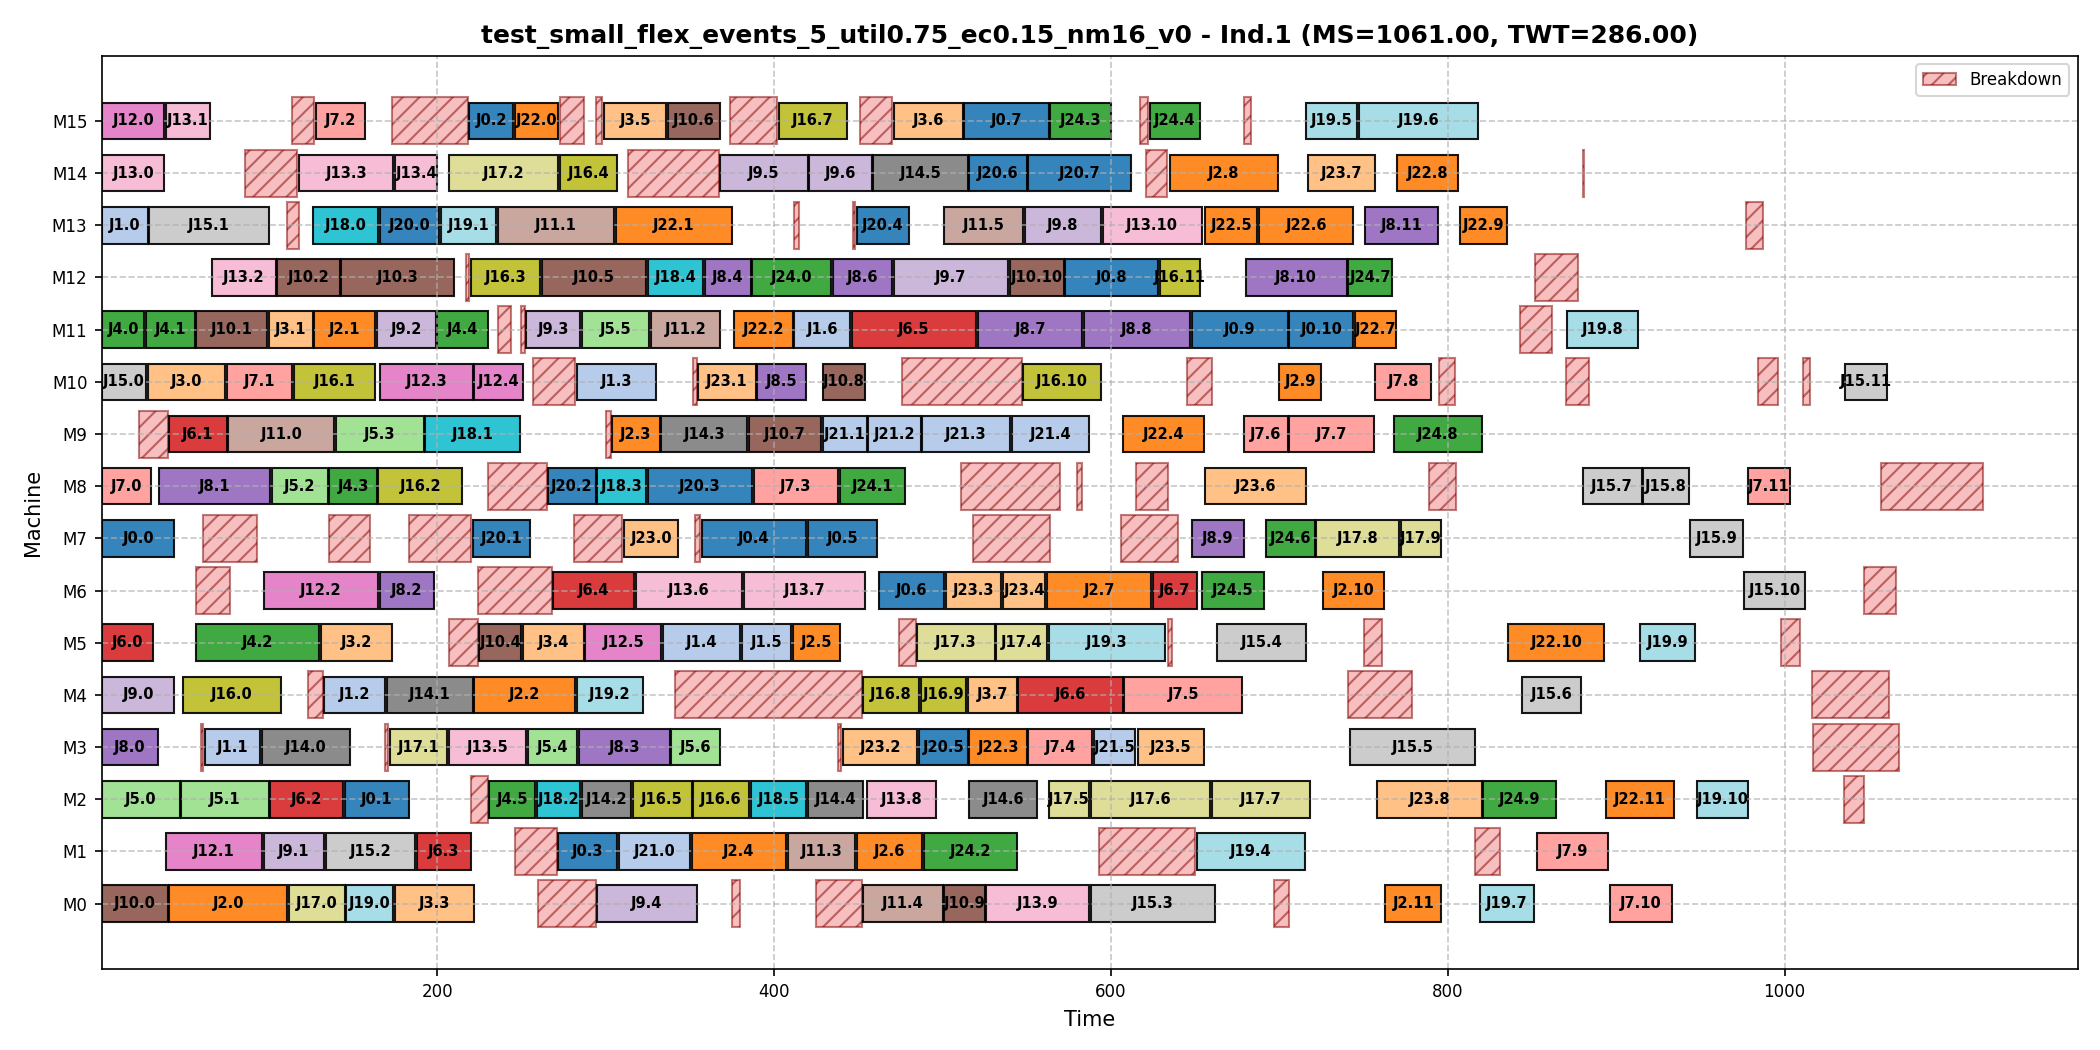 test_small_flex_events_5_util0.75_ec0.15_nm16_v0 - Ind.1 (MS=1061.00, TWT=286.00)
Breakdown
M15 J12.0 J13.1 J7.2 J0.2 J22.0 J3.5 J10.6 J16.7 J3.6 J0.7 J24.3 J24.4 J19.5 J19.6
M14 J13.0 J13.3 J13.4 J17.2 J16.4 J9.5 J9.6 J14.5 J20.6 J20.7 J2.8 J23.7 J22.8
M13 J1.0 J15.1 J18.0 J20.0 J19.1 J11.1 J22.1 J20.4 J11.5 J9.8 J13.10 J22.5 J22.6 J8.11 J22.9
M12 J13.2 J10.2 J10.3 J16.3 J10.5 J18.4 J8.4 J24.0 J8.6 J9.7 J10.10 J0.8 J16.11 J8.10 J24.7
M11 J4.0 J4.1 J10.1 J3.1 J2.1 J9.2 J4.4 J9.3 J5.5 J11.2 J22.2 J1.6 J6.5 J8.7 J8.8 J0.9 J0.10 J22.7 J19.8
M10 J15.0 J3.0 J7.1 J16.1 J12.3 J12.4 J1.3 J23.1 J8.5 J10.8 J16.10 J2.9 J7.8 J15.11
M9 J6.1 J11.0 J5.3 J18.1 J2.3 J14.3 J10.7 J21.1 J21.2 J21.3 J21.4 J22.4 J7.6 J7.7 J24.8
M8 J7.0 J8.1 J5.2 J4.3 J16.2 J20.2 J18.3 J20.3 J7.3 J24.1 J23.6 J15.7 J15.8 J7.11
M7 J0.0 J20.1 J23.0 J0.4 J0.5 J8.9 J24.6 J17.8 J17.9 J15.9
M6 J12.2 J8.2 J6.4 J13.6 J13.7 J0.6 J23.3 J23.4 J2.7 J6.7 J24.5 J2.10 J15.10
M5 J6.0 J4.2 J3.2 J10.4 J3.4 J12.5 J1.4 J1.5 J2.5 J17.3 J17.4 J19.3 J15.4 J22.10 J19.9
M4 J9.0 J16.0 J1.2 J14.1 J2.2 J19.2 J16.8 J16.9 J3.7 J6.6 J7.5 J15.6
M3 J8.0 J1.1 J14.0 J17.1 J13.5 J5.4 J8.3 J5.6 J23.2 J20.5 J22.3 J7.4 J21.5 J23.5 J15.5
M2 J5.0 J5.1 J6.2 J0.1 J4.5 J18.2 J14.2 J16.5 J16.6 J18.5 J14.4 J13.8 J14.6 J17.5 J17.6 J17.7 J23.8 J24.9 J22.11 J19.10
M1 J12.1 J9.1 J15.2 J6.3 J0.3 J21.0 J2.4 J11.3 J2.6 J24.2 J19.4 J7.9
M0 J10.0 J2.0 J17.0 J19.0 J3.3 J9.4 J11.4 J10.9 J13.9 J15.3 J2.11 J19.7 J7.10
Machine
200 400 600 800 1000
Time